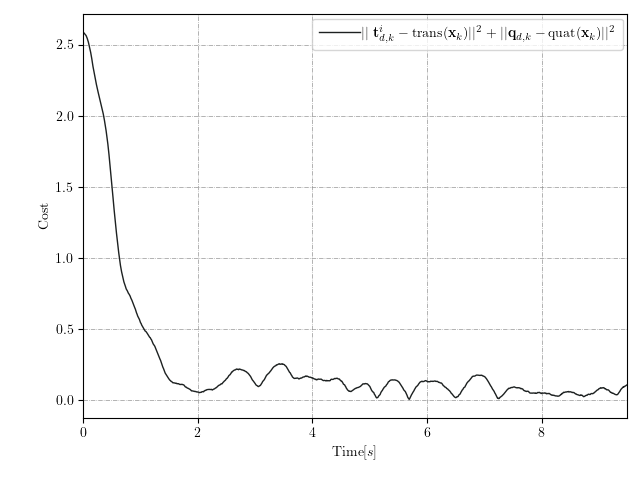 || t^i_{d,k} − trans(x_k)||^2 + ||q_{d,k} − quat(x_k)||^2
2.5
2.0
1.5
1.0
0.5
0.0
Cost
0 2 4 6 8
Time[s]